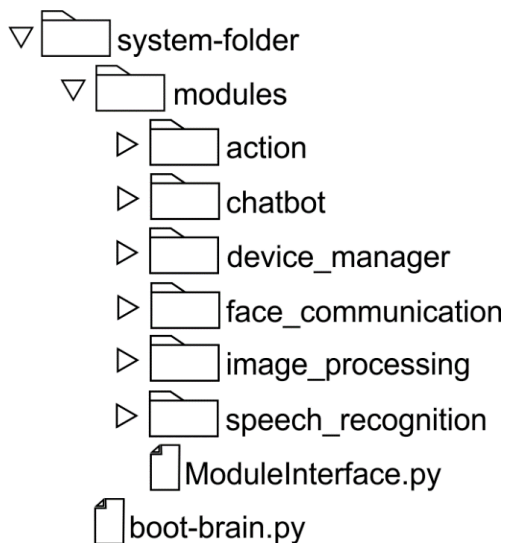 system-folder
modules
action
chatbot
device_manager
face_communication
image_processing
speech_recognition
ModuleInterface.py
boot-brain.py